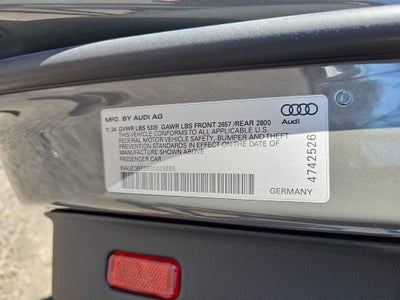 MFD. BY AUDI AG
11.24 GVWR LBS 5335 GAWR LBS FRONT 2657 /REAR 2800
THIS VEHICLE CONFORMS TO ALL APPLICABLE U.S.
FEDERAL MOTOR VEHICLE SAFETY, BUMPER AND THEFT
PREVENTION STANDARDS IN EFFECT ON THE DATE OF
MANUFACTURE SHOWN ABOVE.
PASSENGER CAR
GERMANY
Audi
4742526